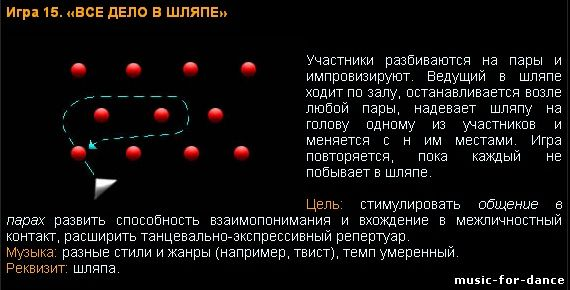 Игра 15. «ВСЕ ДЕЛО В ШЛЯПЕ»
Участники разбиваются на пары и
импровизируют. Ведущий в шляпе
ходит по залу, останавливается возле
любой пары, надевает шляпу на
голову одному из участников и
меняется с н им местами. Игра
повторяется, пока каждый не
побывает в шляпе.
Цель: стимулировать общение в
парах развить способность взаимопонимания и вхождение в межличностный
контакт, расширить танцевально-экспрессивный репертуар.
Музыка: разные стили и жанры (например, твист), темп умеренный.
Реквизит: шляпа.
music-for-dance